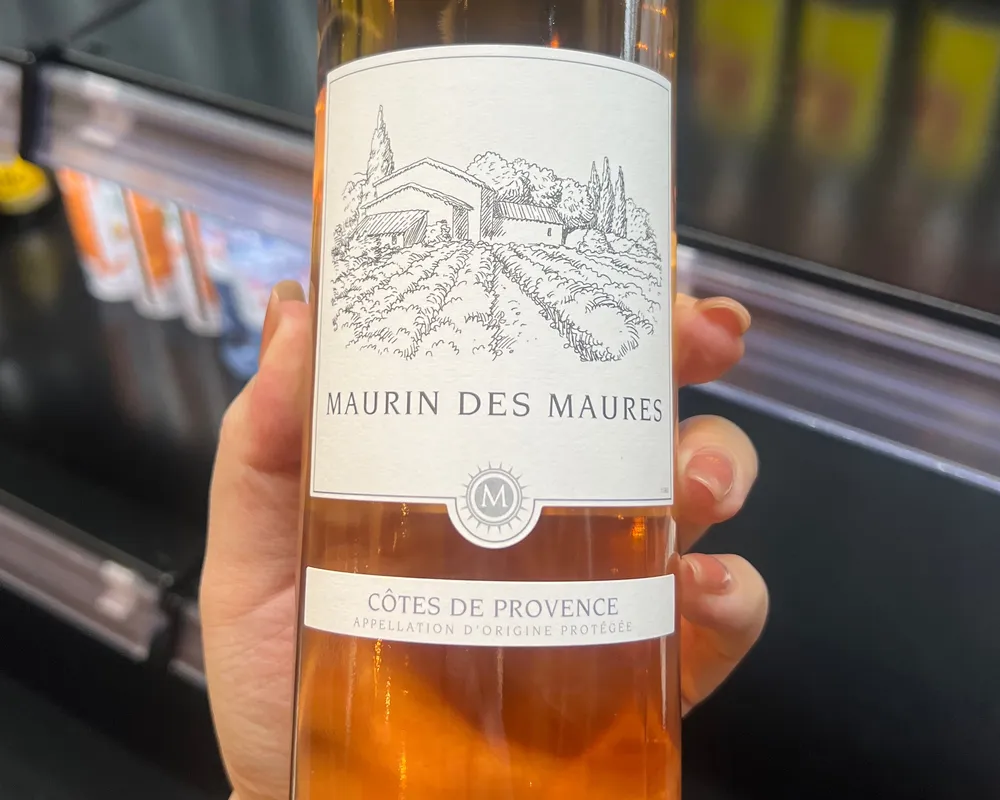 MAURIN DES MAURES
M
CÔTES DE PROVENCE
APPELLATION D'ORIGINE PROTÉGÉE